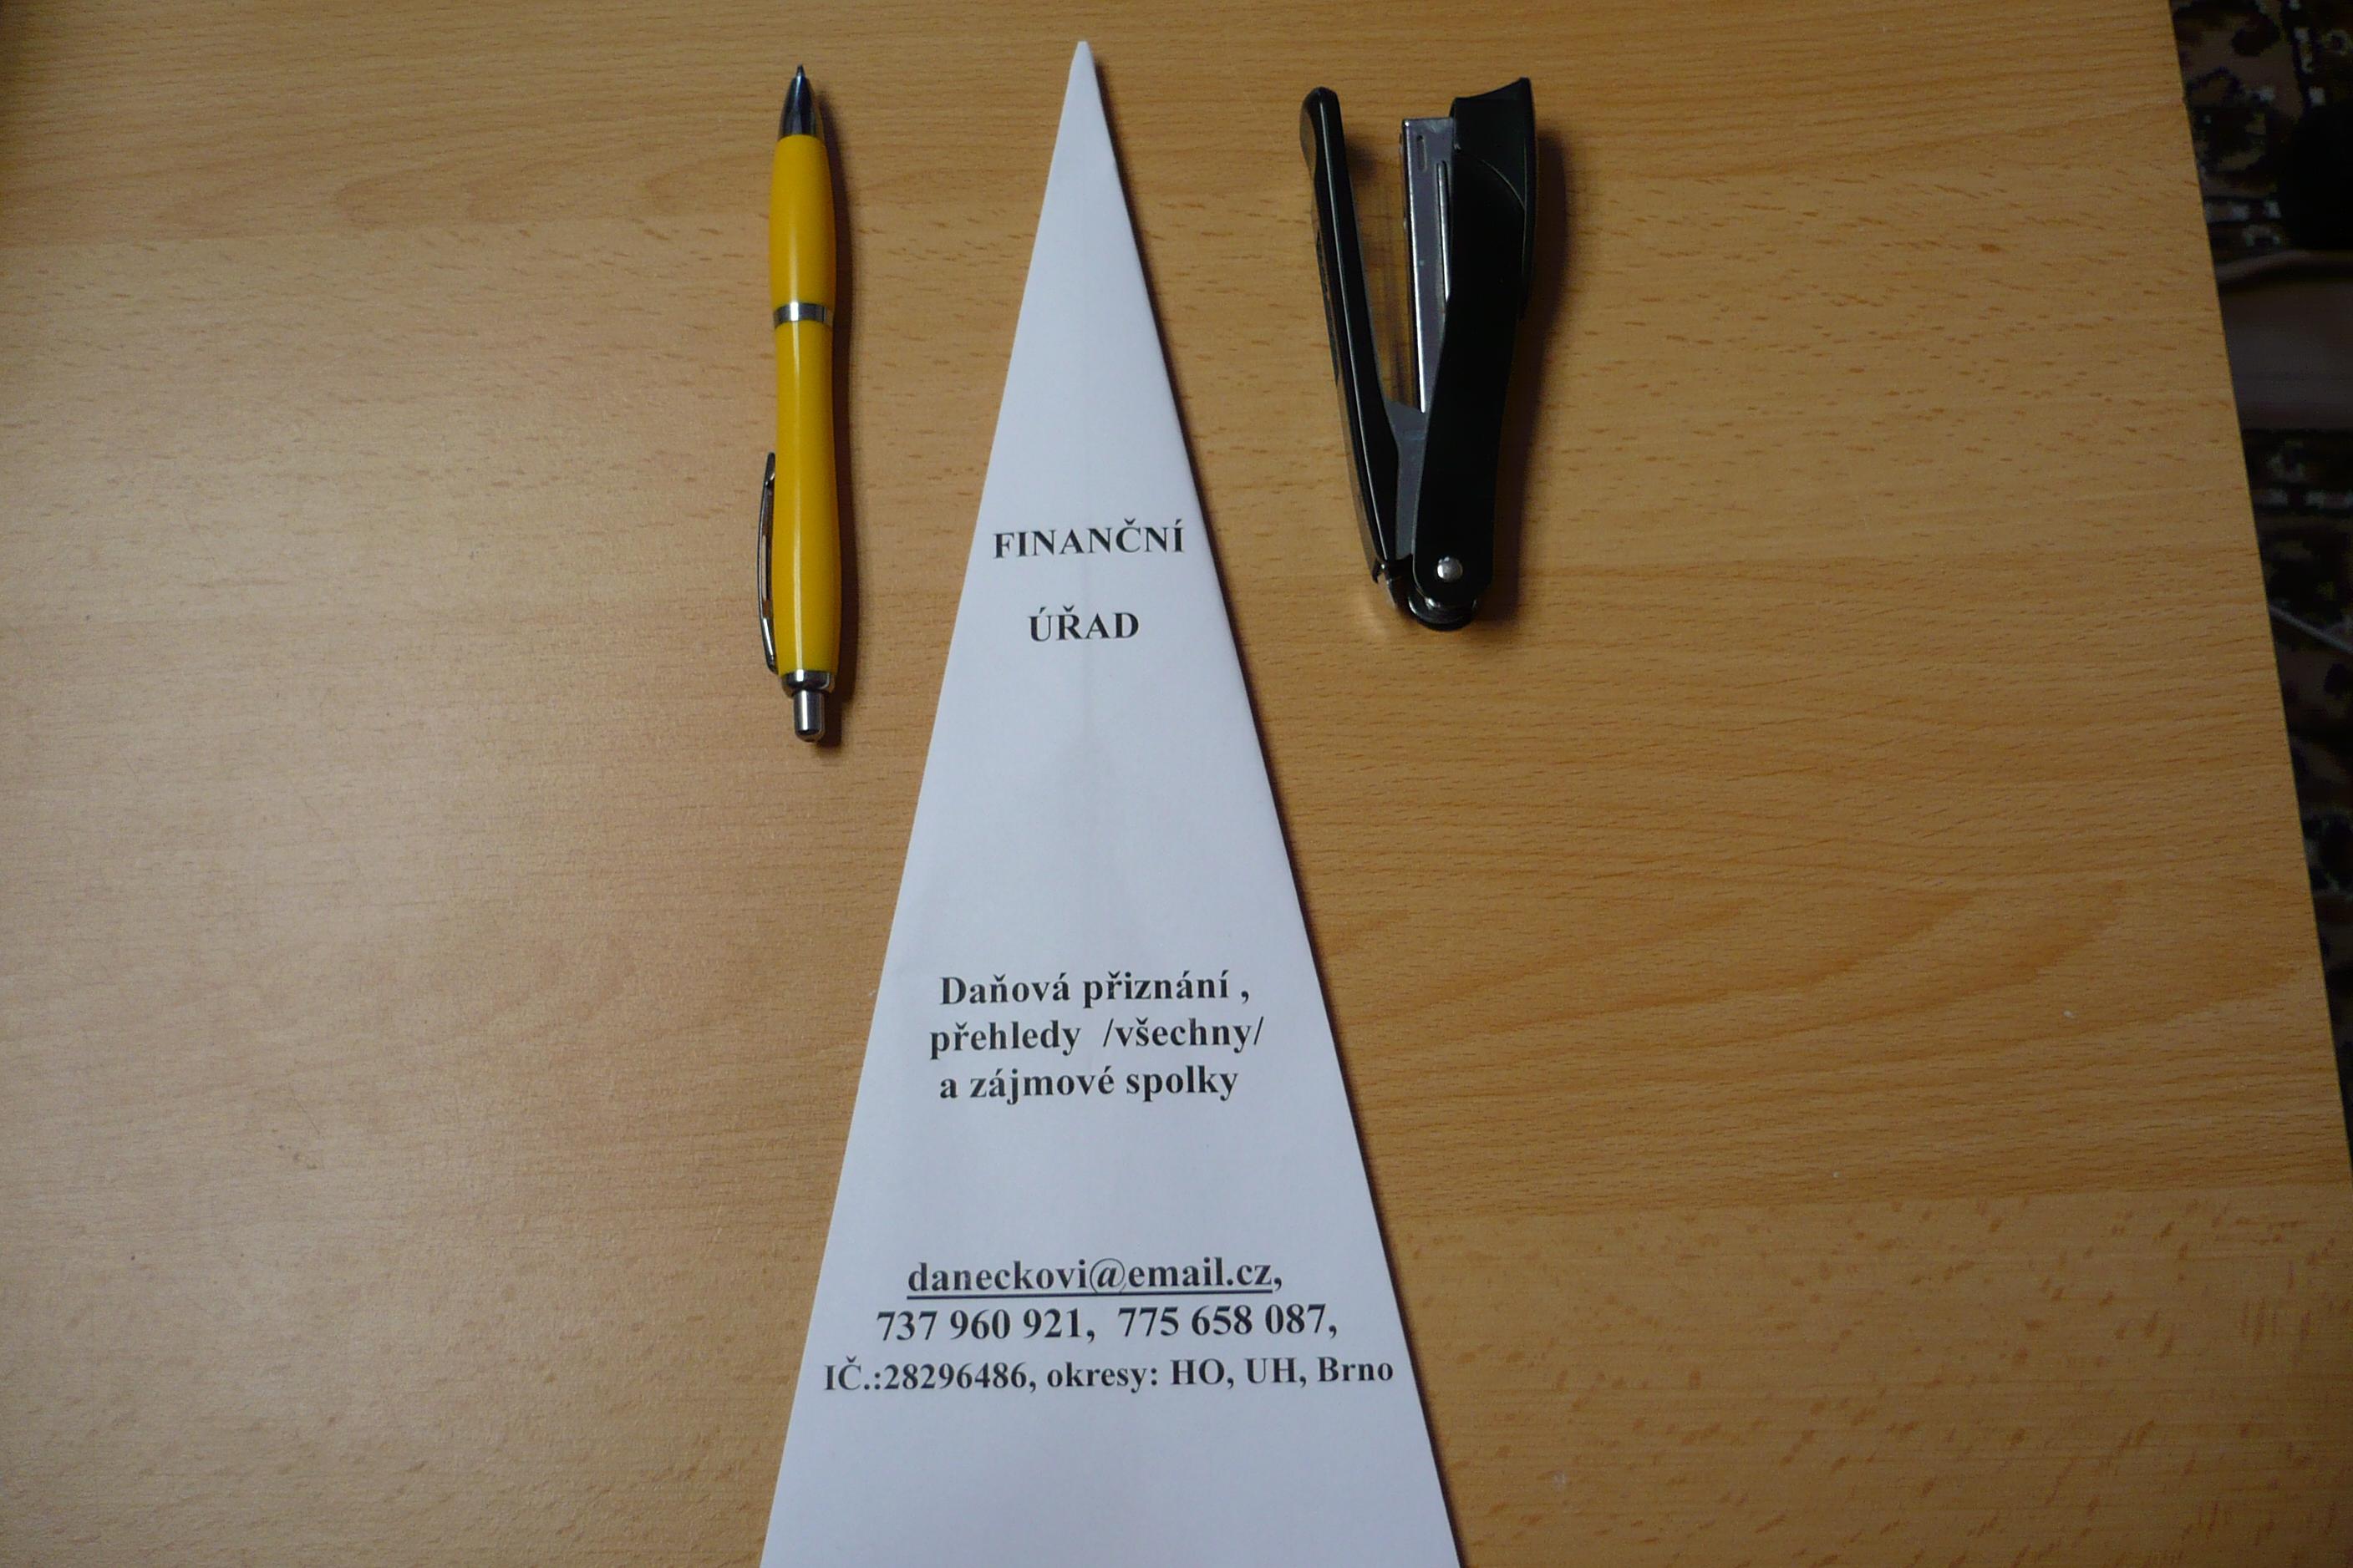 FINANČNÍ
ÚŘAD
Daňová přiznání ,
přehledy /všechny/
a zájmové spolky
daneckovi@email.cz,
737 960 921, 775 658 087,
IČ.:28296486, okresy: HO, UH, Brno